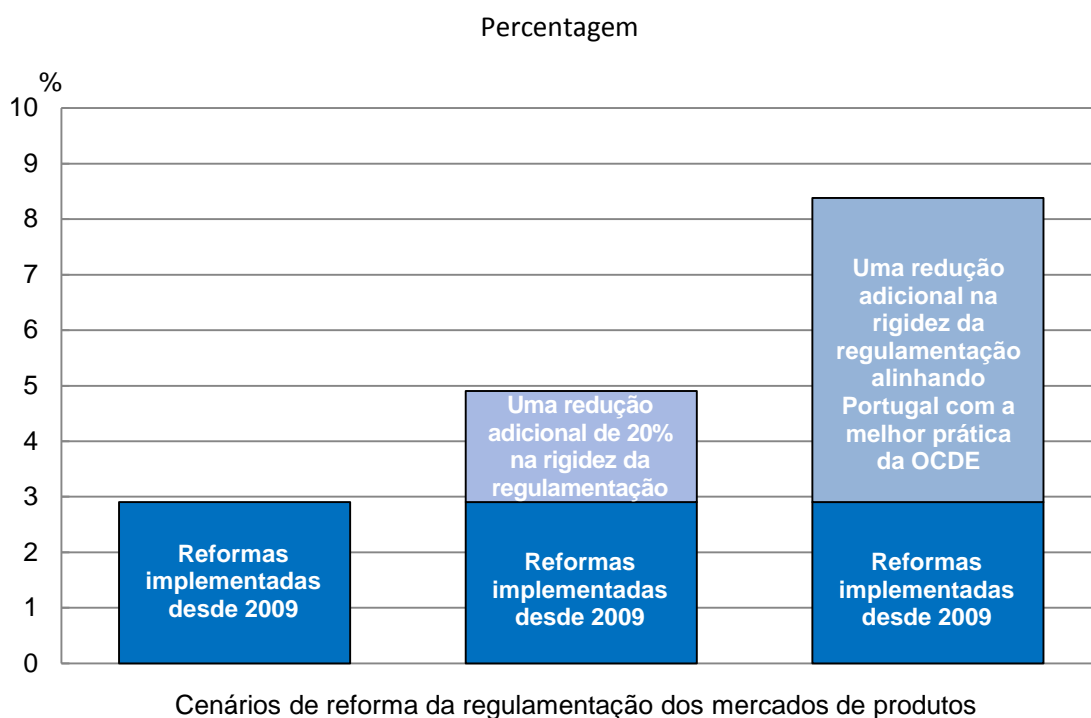 Percentagem
%
10
9
8
7
6
5
4
3
2
1
0
Reformas
implementadas
desde 2009
Uma redução
adicional de 20%
na rigidez da
regulamentação
Reformas
implementadas
desde 2009
Uma redução
adicional na
rigidez da
regulamentação
alinhando
Portugal com a
melhor prática
da OCDE
Reformas
implementadas
desde 2009
Cenários de reforma da regulamentação dos mercados de produtos